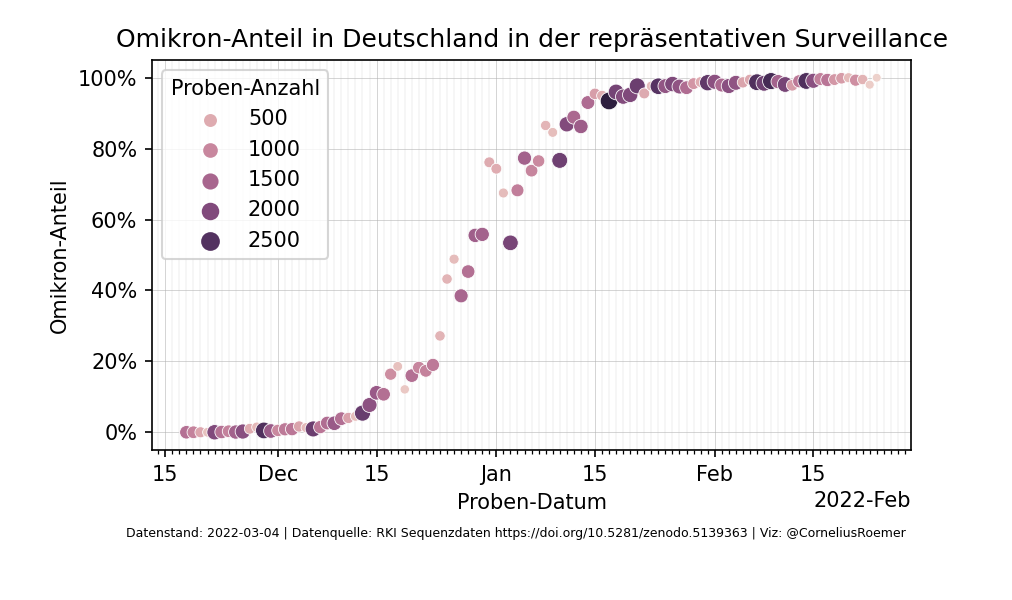 Omikron-Anteil in Deutschland in der repräsentativen Surveillance
Omikron-Anteil
100%
80%
60%
40%
20%
0%
Proben-Anzahl
500
1000
1500
2000
2500
15
Dec
15
Jan
15
Feb
15
Proben-Datum
2022-Feb
Datenstand: 2022-03-04 | Datenquelle: RKI Sequenzdaten https://doi.org/10.5281/zenodo.5139363 | Viz: @CorneliusRoemer